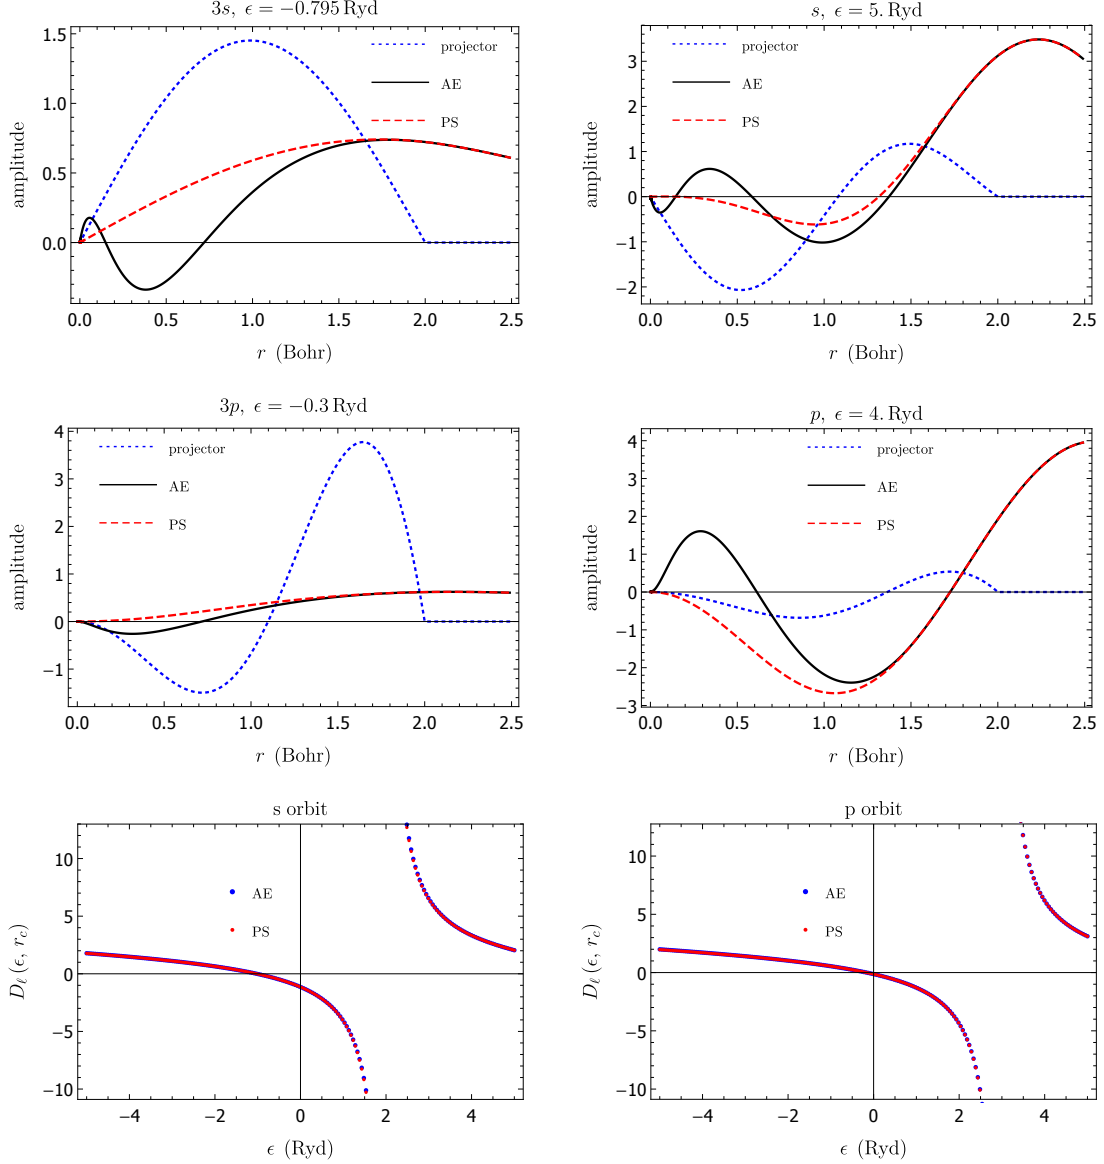 3s, ϵ = −0.795 Ryd
amplitude
1.5
1.0
0.5
0.0
projector
AE
PS
0.0 0.5 1.0 1.5 2.0 2.5
r (Bohr)
s, ϵ = 5. Ryd
amplitude
3
2
1
0
−1
−2
projector
AE
PS
0.0 0.5 1.0 1.5 2.0 2.5
r (Bohr)
3p, ϵ = −0.3 Ryd
amplitude
4
3
2
1
0
−1
projector
AE
PS
0.0 0.5 1.0 1.5 2.0 2.5
r (Bohr)
p, ϵ = 4. Ryd
amplitude
4
3
2
1
0
−1
−2
−3
projector
AE
PS
0.0 0.5 1.0 1.5 2.0 2.5
r (Bohr)
s orbit
D_ℓ(ϵ, r_c)
10
5
0
−5
−10
AE
PS
−4 −2 0 2 4
ϵ (Ryd)
p orbit
D_ℓ(ϵ, r_c)
10
5
0
−5
−10
AE
PS
−4 −2 0 2 4
ϵ (Ryd)